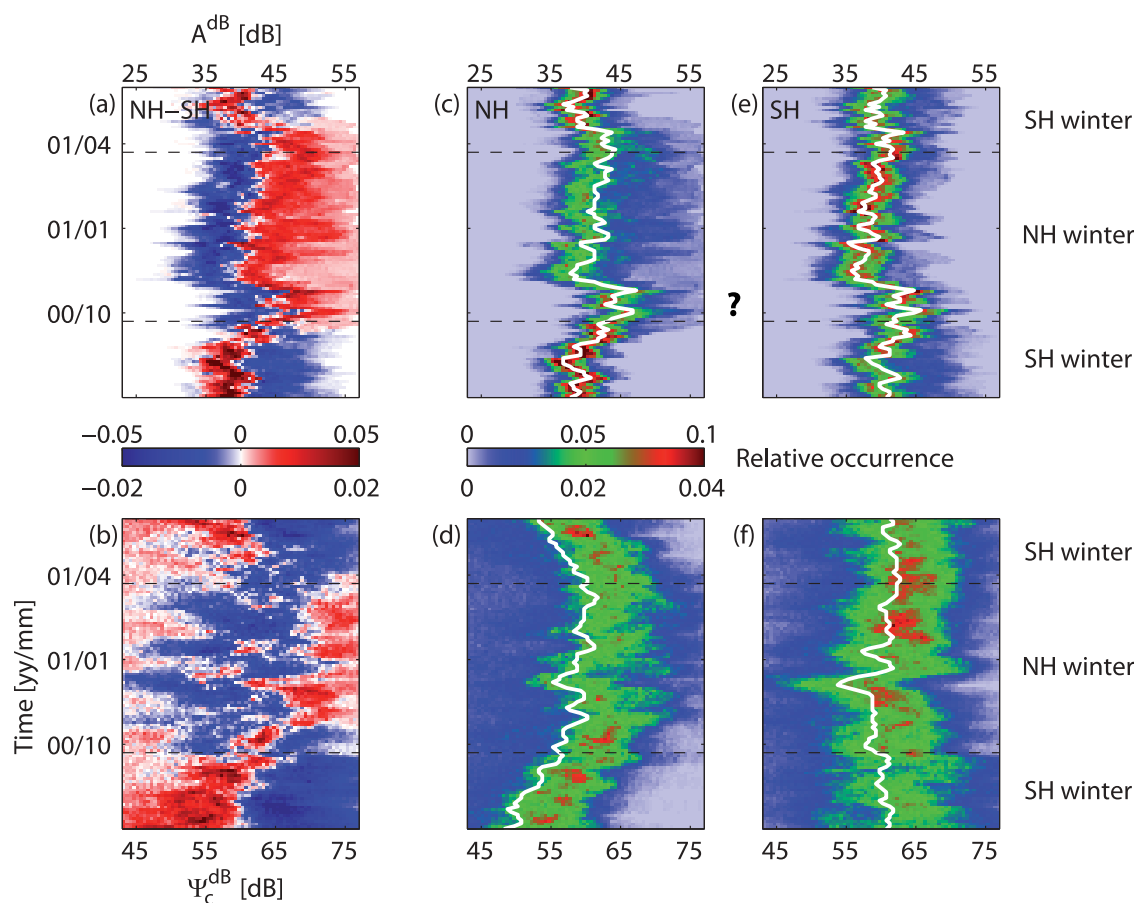 A^dB [dB]
25 35 45 55
25 35 45 55
25 35 45 55
(a) NH−SH
(c) NH
(e) SH
SH winter
01/04
01/01
NH winter
00/10
?
SH winter
−0.05 0 0.05
0 0.05 0.1
Relative occurrence
−0.02 0 0.02
0 0.02 0.04
(b)
(d)
(f)
SH winter
01/04
01/01
NH winter
00/10
SH winter
Time [yy/mm]
45 55 65 75
45 55 65 75
45 55 65 75
Ψ_c^dB [dB]